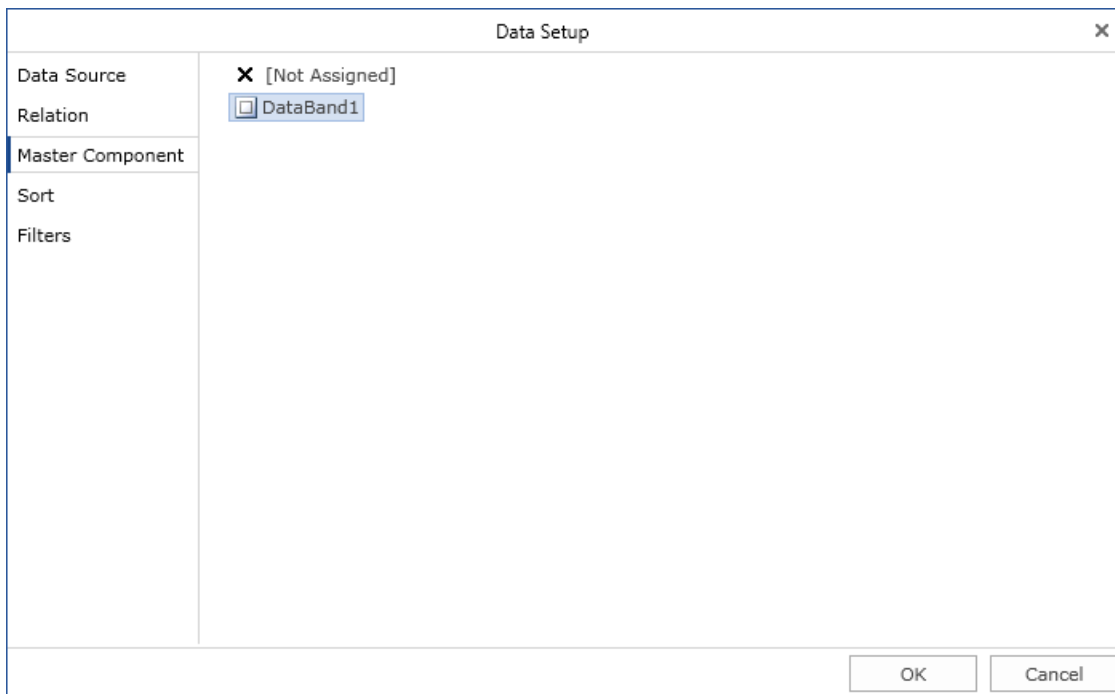 Data Setup
Data Source
Relation
Master Component
Sort
Filters
[Not Assigned]
DataBand1
OK
Cancel